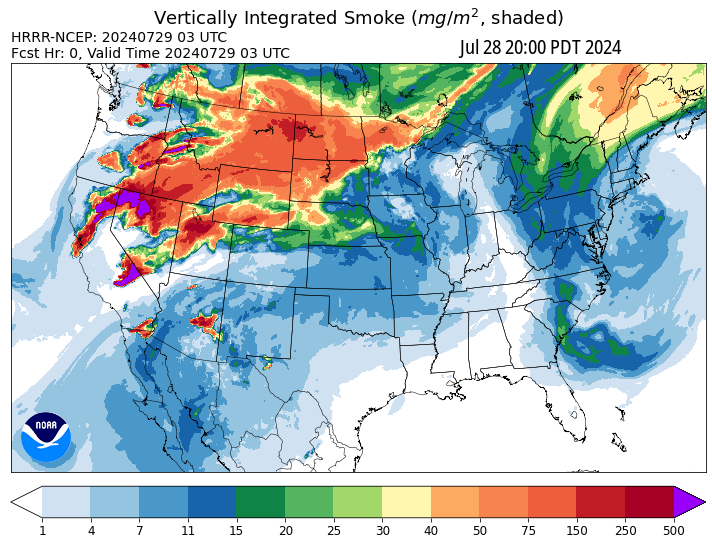 Vertically Integrated Smoke (mg/m², shaded)
HRRR-NCEP: 20240729 03 UTC
Fcst Hr: 0, Valid Time 20240729 03 UTC
Jul 28 20:00 PDT 2024
NOAA
1 4 7 11 15 20 25 30 40 50 75 150 250 500